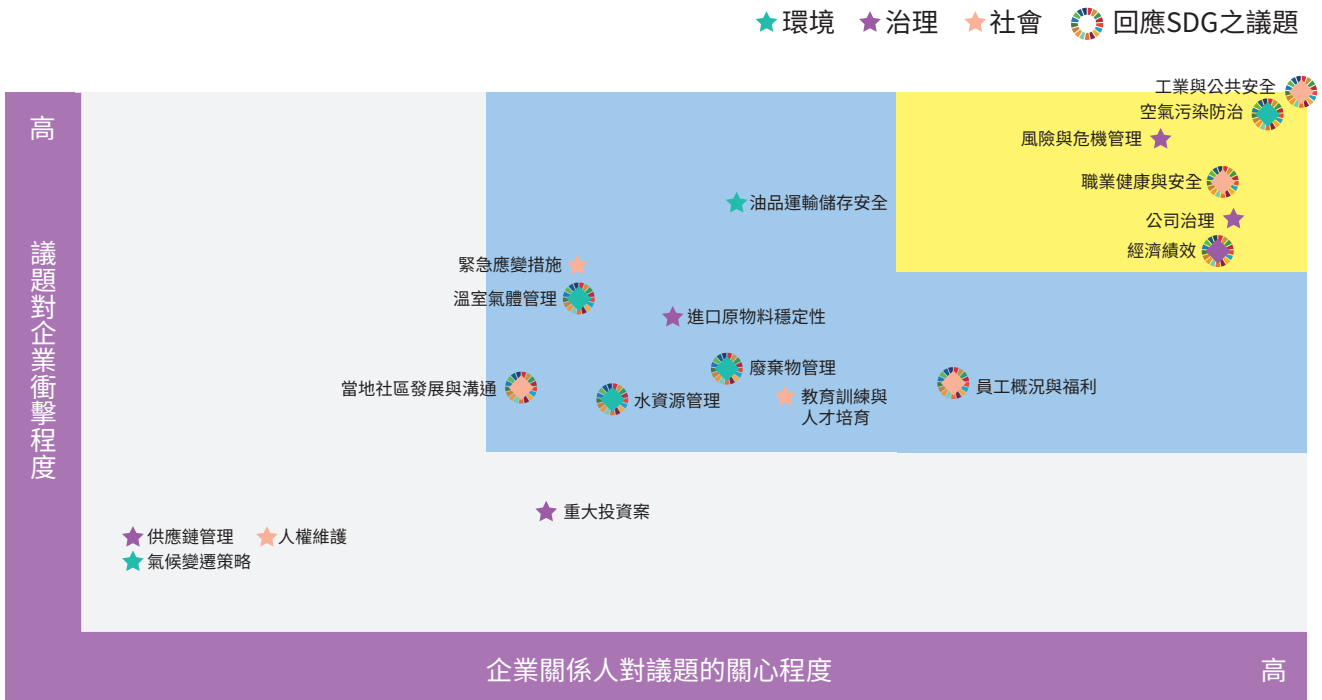 環境
治理
社會
回應SDG之議題
高
議題對企業衝擊程度
工業與公共安全
空氣污染防治
風險與危機管理
職業健康與安全
油品運輸儲存安全
公司治理
經濟績效
緊急應變措施
溫室氣體管理
進口原物料穩定性
廢棄物管理
當地社區發展與溝通
水資源管理
教育訓練與
人才培育
員工概況與福利
重大投資案
供應鏈管理
人權維護
氣候變遷策略
企業關係人對議題的關心程度
高